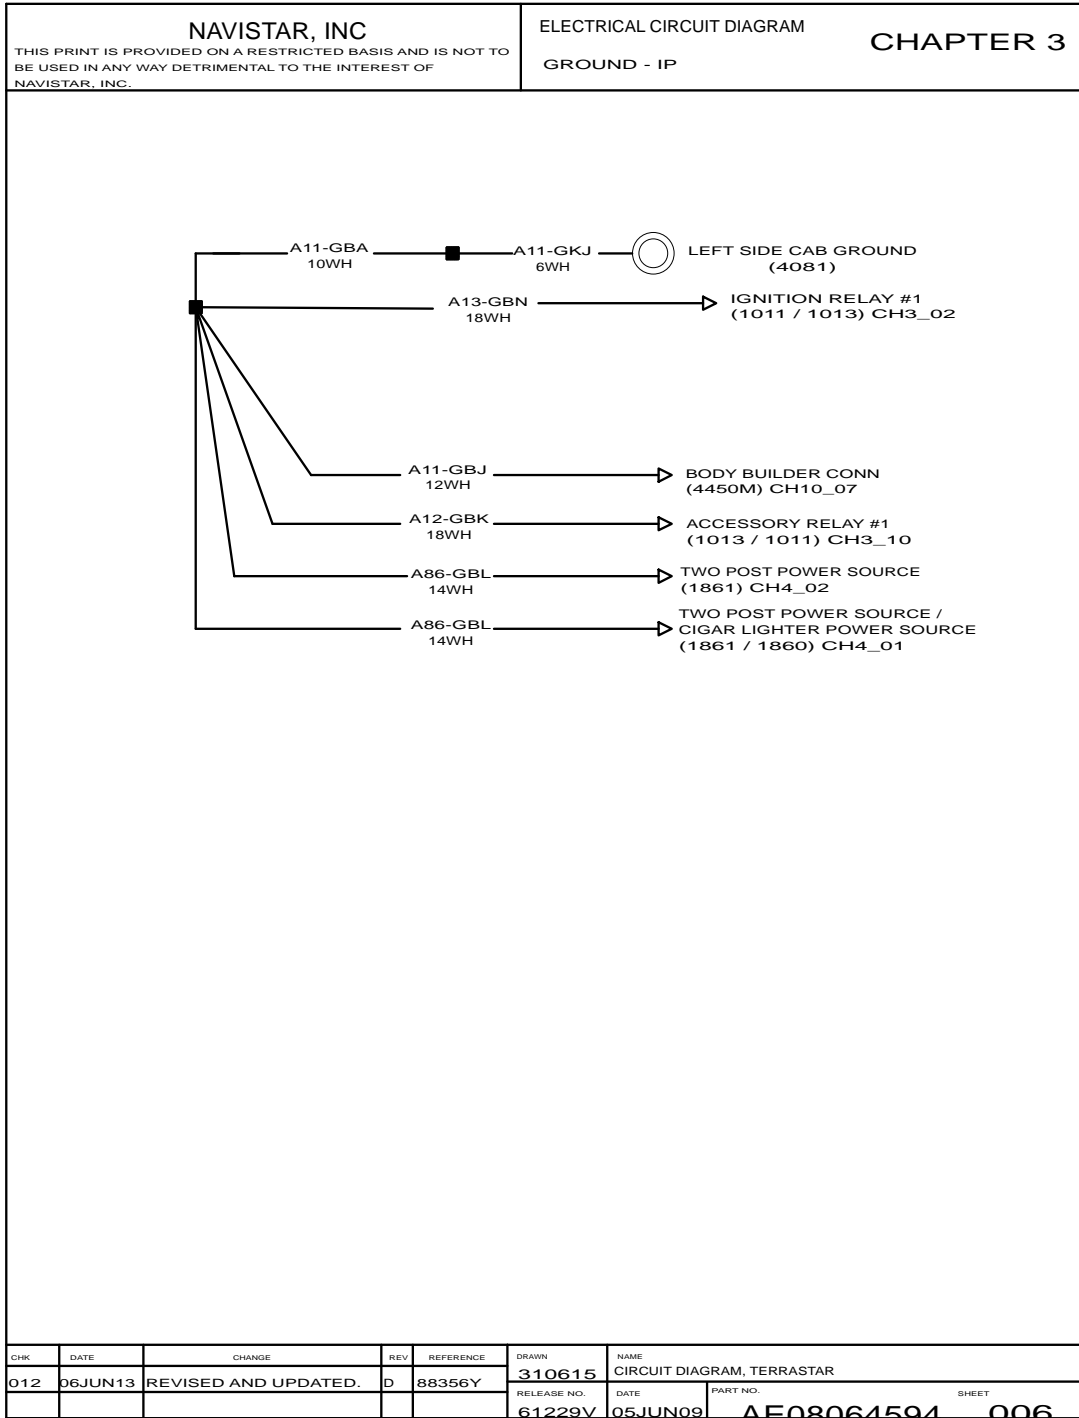 NAVISTAR, INC
THIS PRINT IS PROVIDED ON A RESTRICTED BASIS AND IS NOT TO
BE USED IN ANY WAY DETRIMENTAL TO THE INTEREST OF
NAVISTAR, INC.
ELECTRICAL CIRCUIT DIAGRAM
GROUND - IP
CHAPTER 3
A11-GBA
10WH
A11-GKJ
6WH
LEFT SIDE CAB GROUND
(4081)
A13-GBN
18WH
IGNITION RELAY #1
(1011 / 1013) CH3_02
A11-GBJ
12WH
BODY BUILDER CONN
(4450M) CH10_07
A12-GBK
18WH
ACCESSORY RELAY #1
(1013 / 1011) CH3_10
A86-GBL
14WH
TWO POST POWER SOURCE
(1861) CH4_02
A86-GBL
14WH
TWO POST POWER SOURCE /
CIGAR LIGHTER POWER SOURCE
(1861 / 1860) CH4_01
CHK DATE CHANGE REV REFERENCE
012 06JUN13 REVISED AND UPDATED. D 88356Y
DRAWN
310615
NAME
CIRCUIT DIAGRAM, TERRASTAR
RELEASE NO.
61229V
DATE
05JUN09
PART NO.
AE08064594
SHEET
006